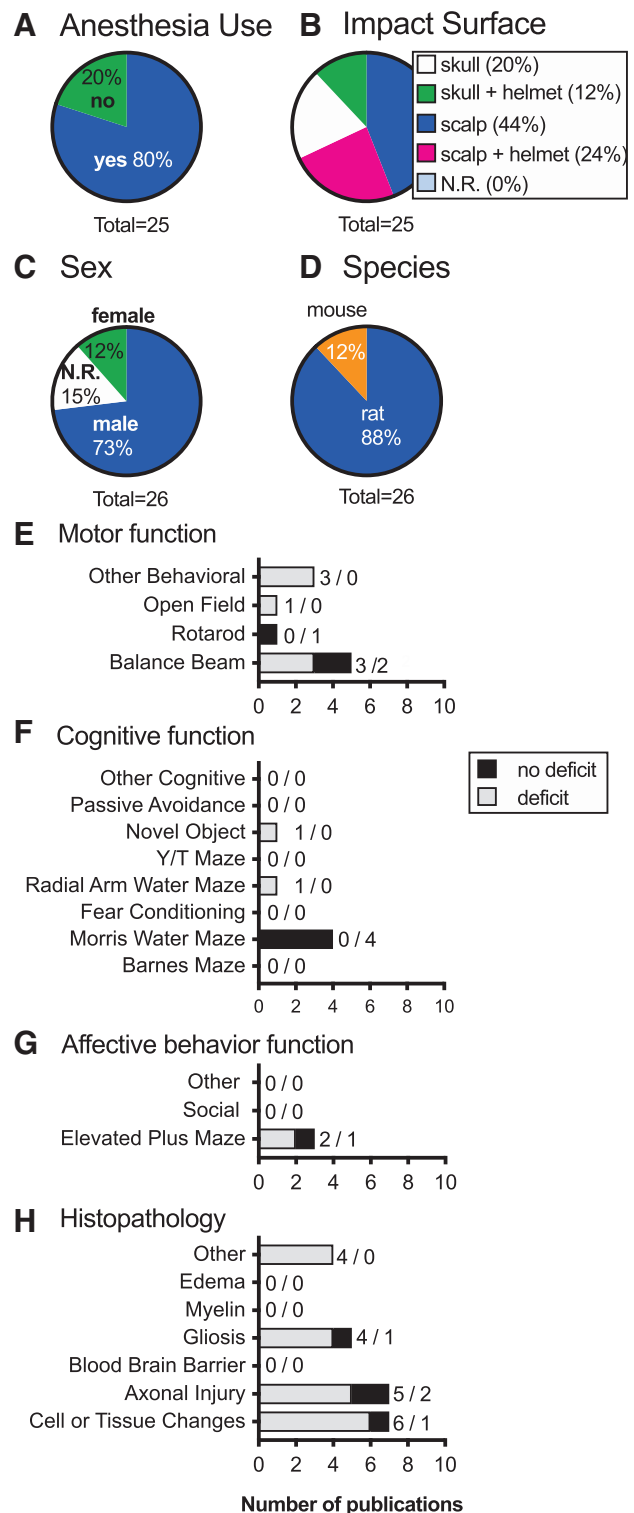 A Anesthesia Use
20%
no
yes 80%
Total=25
B Impact Surface
skull (20%)
skull + helmet (12%)
scalp (44%)
scalp + helmet (24%)
N.R. (0%)
Total=25
C Sex
female
12%
N.R.
15%
male
73%
Total=26
D Species
mouse
12%
rat
88%
Total=26
E Motor function
Other Behavioral 3 / 0
Open Field 1 / 0
Rotarod 0 / 1
Balance Beam 3 /2
0 2 4 6 8 10
F Cognitive function
no deficit
deficit
Other Cognitive 0 / 0
Passive Avoidance 0 / 0
Novel Object 1 / 0
Y/T Maze 0 / 0
Radial Arm Water Maze 1 / 0
Fear Conditioning 0 / 0
Morris Water Maze 0 / 4
Barnes Maze 0 / 0
0 2 4 6 8 10
G Affective behavior function
Other 0 / 0
Social 0 / 0
Elevated Plus Maze 2 / 1
0 2 4 6 8 10
H Histopathology
Other 4 / 0
Edema 0 / 0
Myelin 0 / 0
Gliosis 4 / 1
Blood Brain Barrier 0 / 0
Axonal Injury 5 / 2
Cell or Tissue Changes 6 / 1
0 2 4 6 8 10
Number of publications